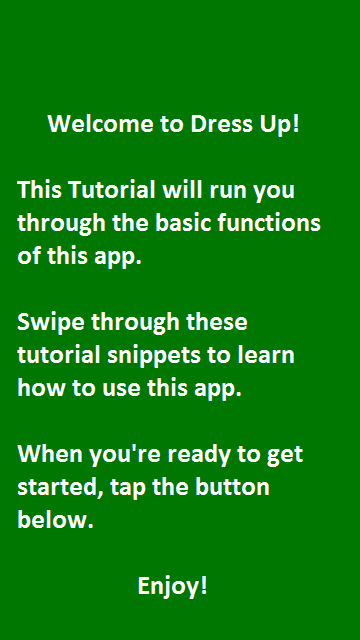 Welcome to Dress Up!
This Tutorial will run you
through the basic functions
of this app.
Swipe through these
tutorial snippets to learn
how to use this app.
When you're ready to get
started, tap the button
below.
Enjoy!